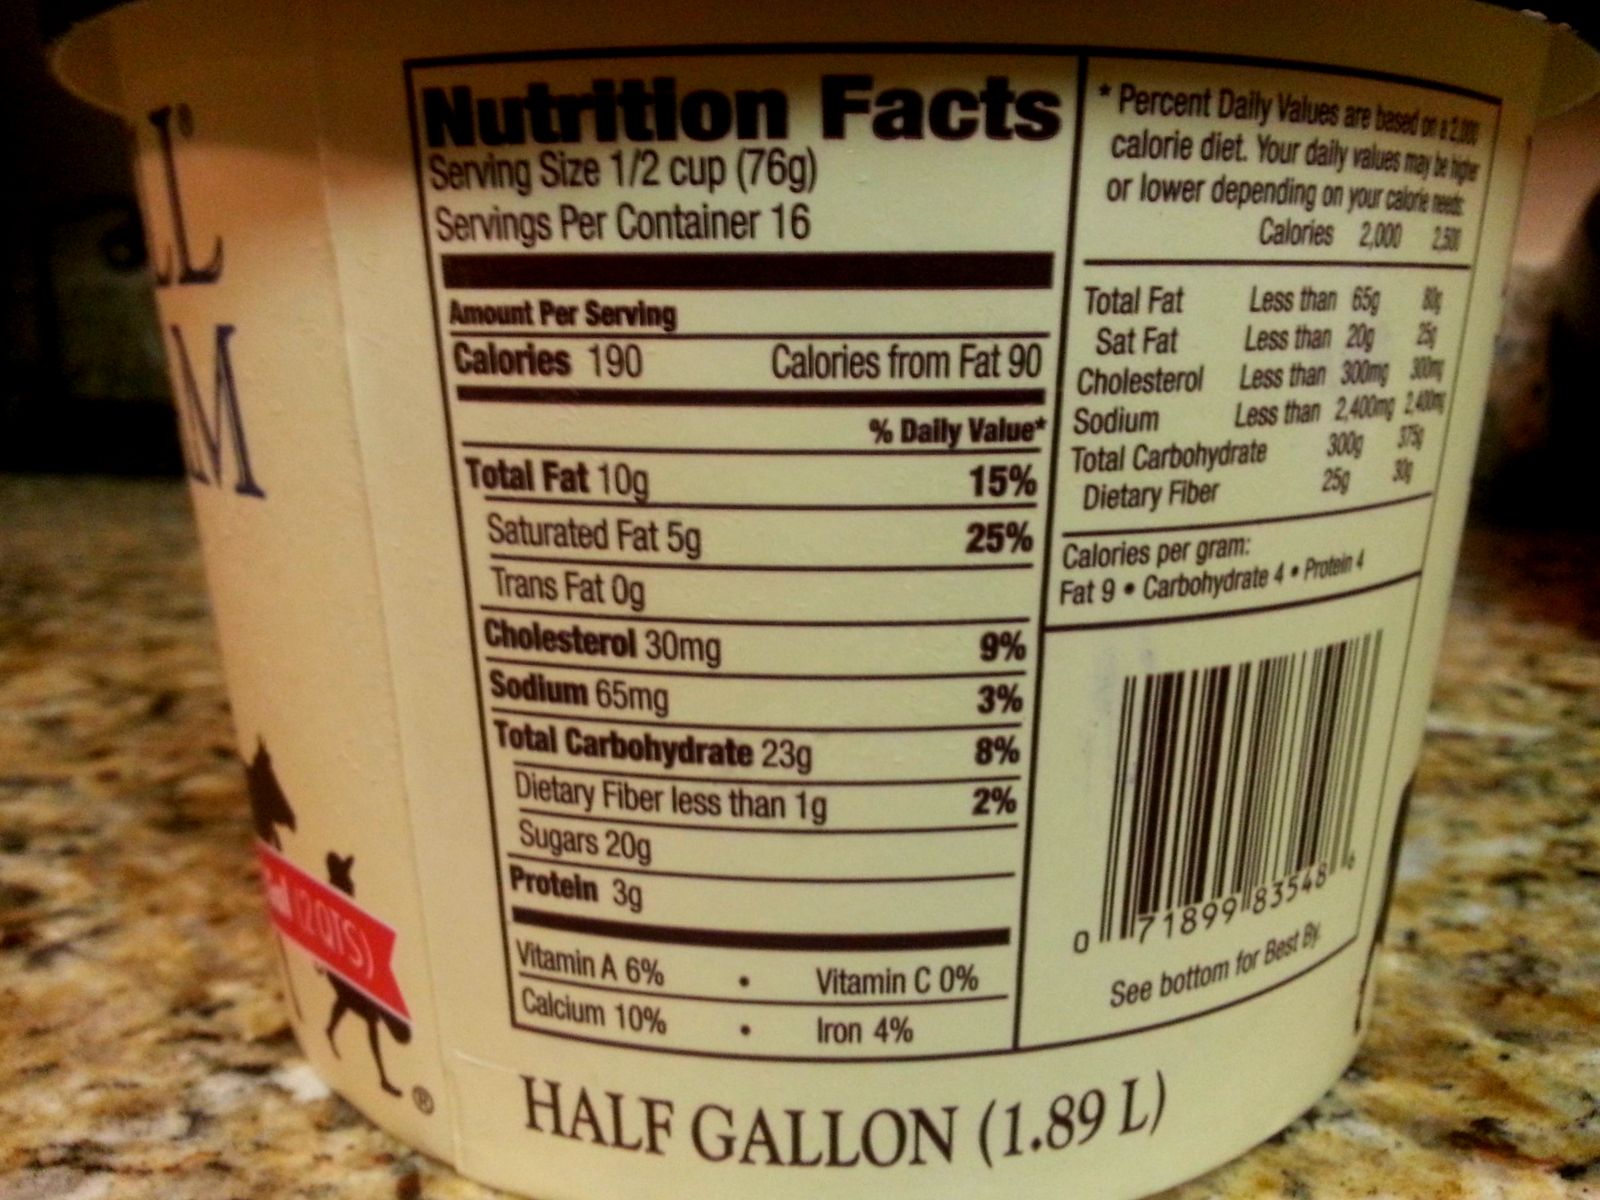 LL
M
Nutrition Facts
Serving Size 1/2 cup (76g)
Servings Per Container 16
Amount Per Serving
Calories 190 Calories from Fat 90
% Daily Value*
Total Fat 10g 15%
Saturated Fat 5g 25%
Trans Fat 0g
Cholesterol 30mg 9%
Sodium 65mg 3%
Total Carbohydrate 23g 8%
Dietary Fiber less than 1g 2%
Sugars 20g
Protein 3g
Vitamin A 6% • Vitamin C 0%
Calcium 10% • Iron 4%
* Percent Daily Values are based on a 2,000
calorie diet. Your daily values may be higher
or lower depending on your calorie needs:
Calories 2,000 2,500
Total Fat Less than 65g 80g
Sat Fat Less than 20g 25g
Cholesterol Less than 300mg 300mg
Sodium Less than 2,400mg 2,400mg
Total Carbohydrate 300g 375g
Dietary Fiber 25g 30g
Calories per gram:
Fat 9 • Carbohydrate 4 • Protein 4
0 71899 83548 6
See bottom for Best By.
(2 QTS)
®
HALF GALLON (1.89 L)